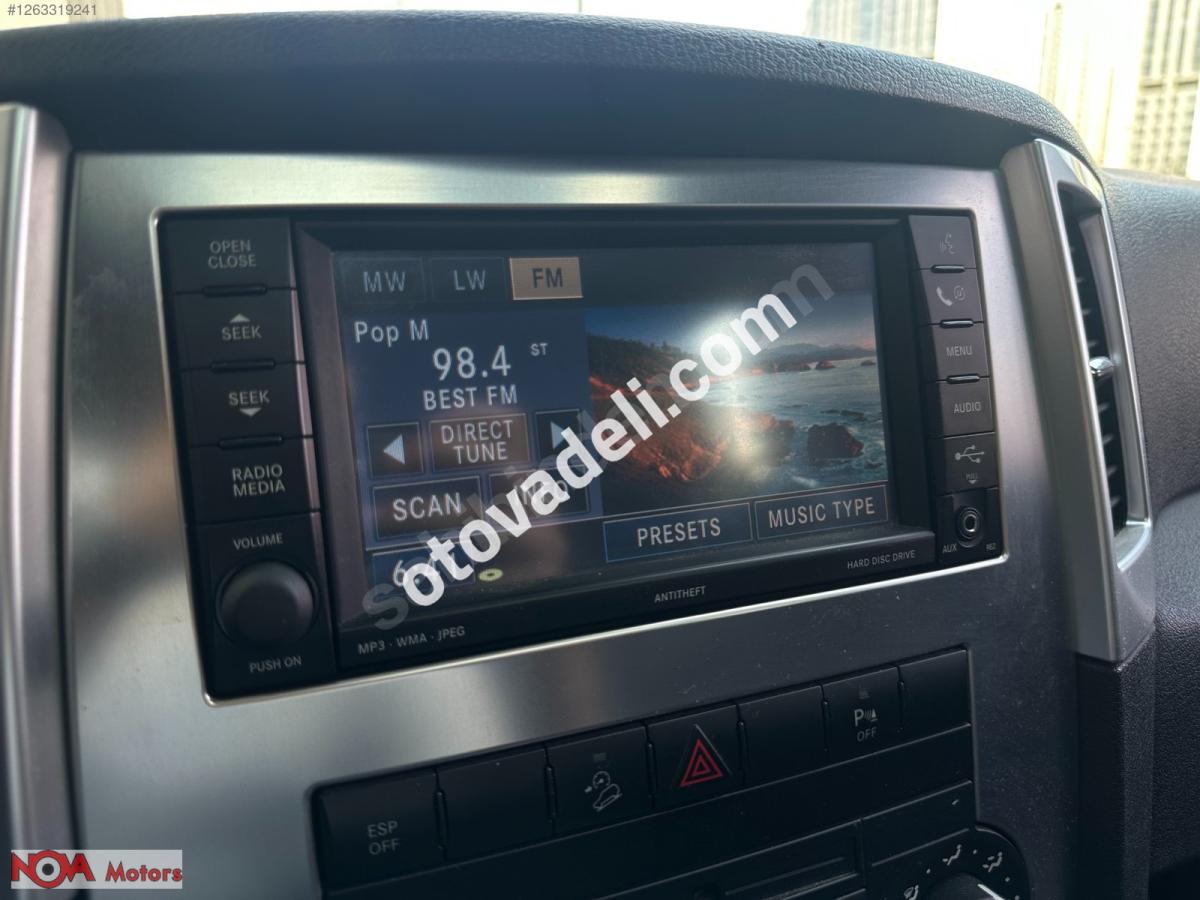 #1263319241
OPEN
CLOSE
SEEK
SEEK
RADIO
MEDIA
VOLUME
PUSH ON
MW LW FM
Pop M
98.4 ST
BEST FM
DIRECT
TUNE
SCAN
PRESETS
MUSIC TYPE
otovadeli.com
MENU
AUDIO
PULL
AUX
HARD DISC DRIVE
ANTITHEFT
MP3 · WMA · JPEG
P
OFF
ESP
OFF
NOA Motors